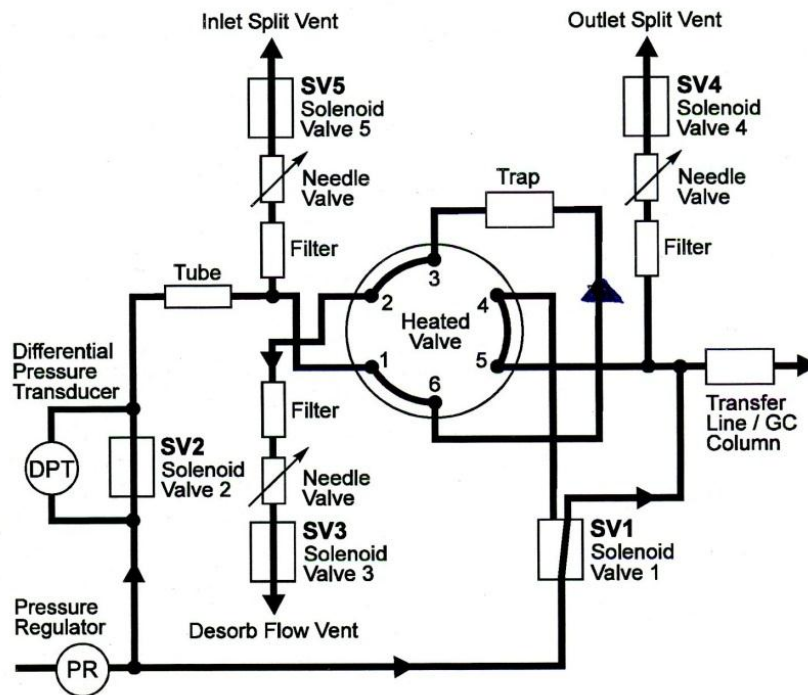 Inlet Split Vent
Outlet Split Vent
SV5
Solenoid
Valve 5
SV4
Solenoid
Valve 4
Needle
Valve
Trap
Needle
Valve
Filter
Filter
Tube
3
2
4
Heated
Valve
1
5
6
Differential
Pressure
Transducer
DPT
SV2
Solenoid
Valve 2
Filter
Needle
Valve
SV3
Solenoid
Valve 3
Transfer
Line / GC
Column
SV1
Solenoid
Valve 1
Pressure
Regulator
PR
Desorb Flow Vent